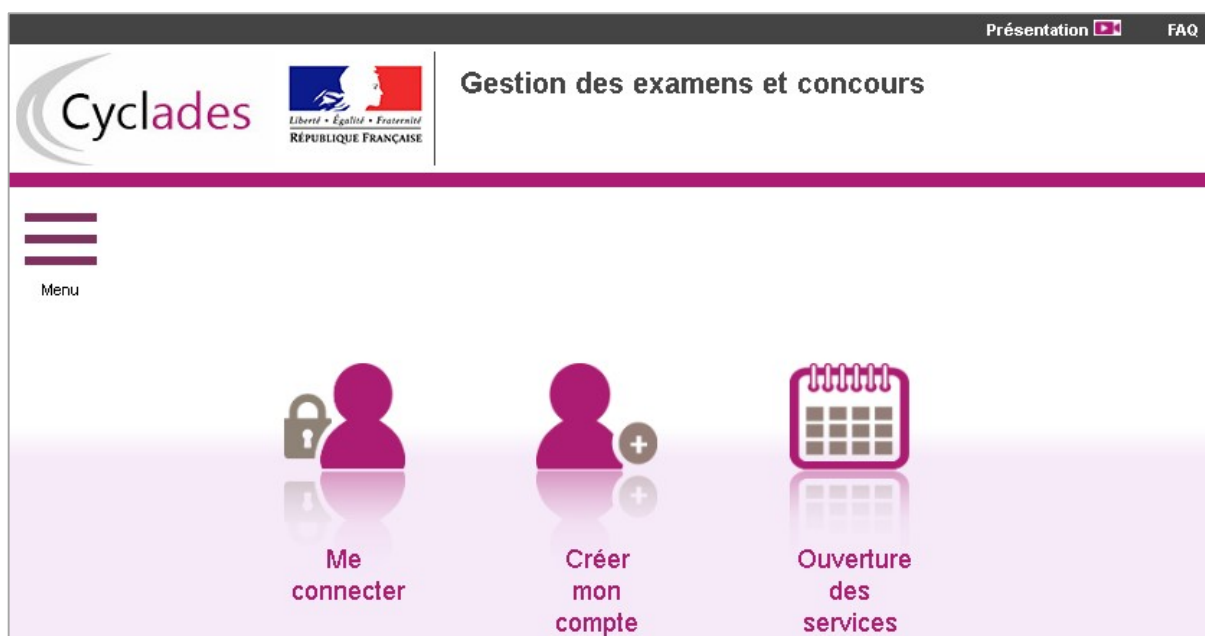 Présentation
FAQ
Cyclades
Liberté • Égalité • Fraternité
RÉPUBLIQUE FRANÇAISE
Gestion des examens et concours
Menu
Me
connecter
Créer
mon
compte
Ouverture
des
services